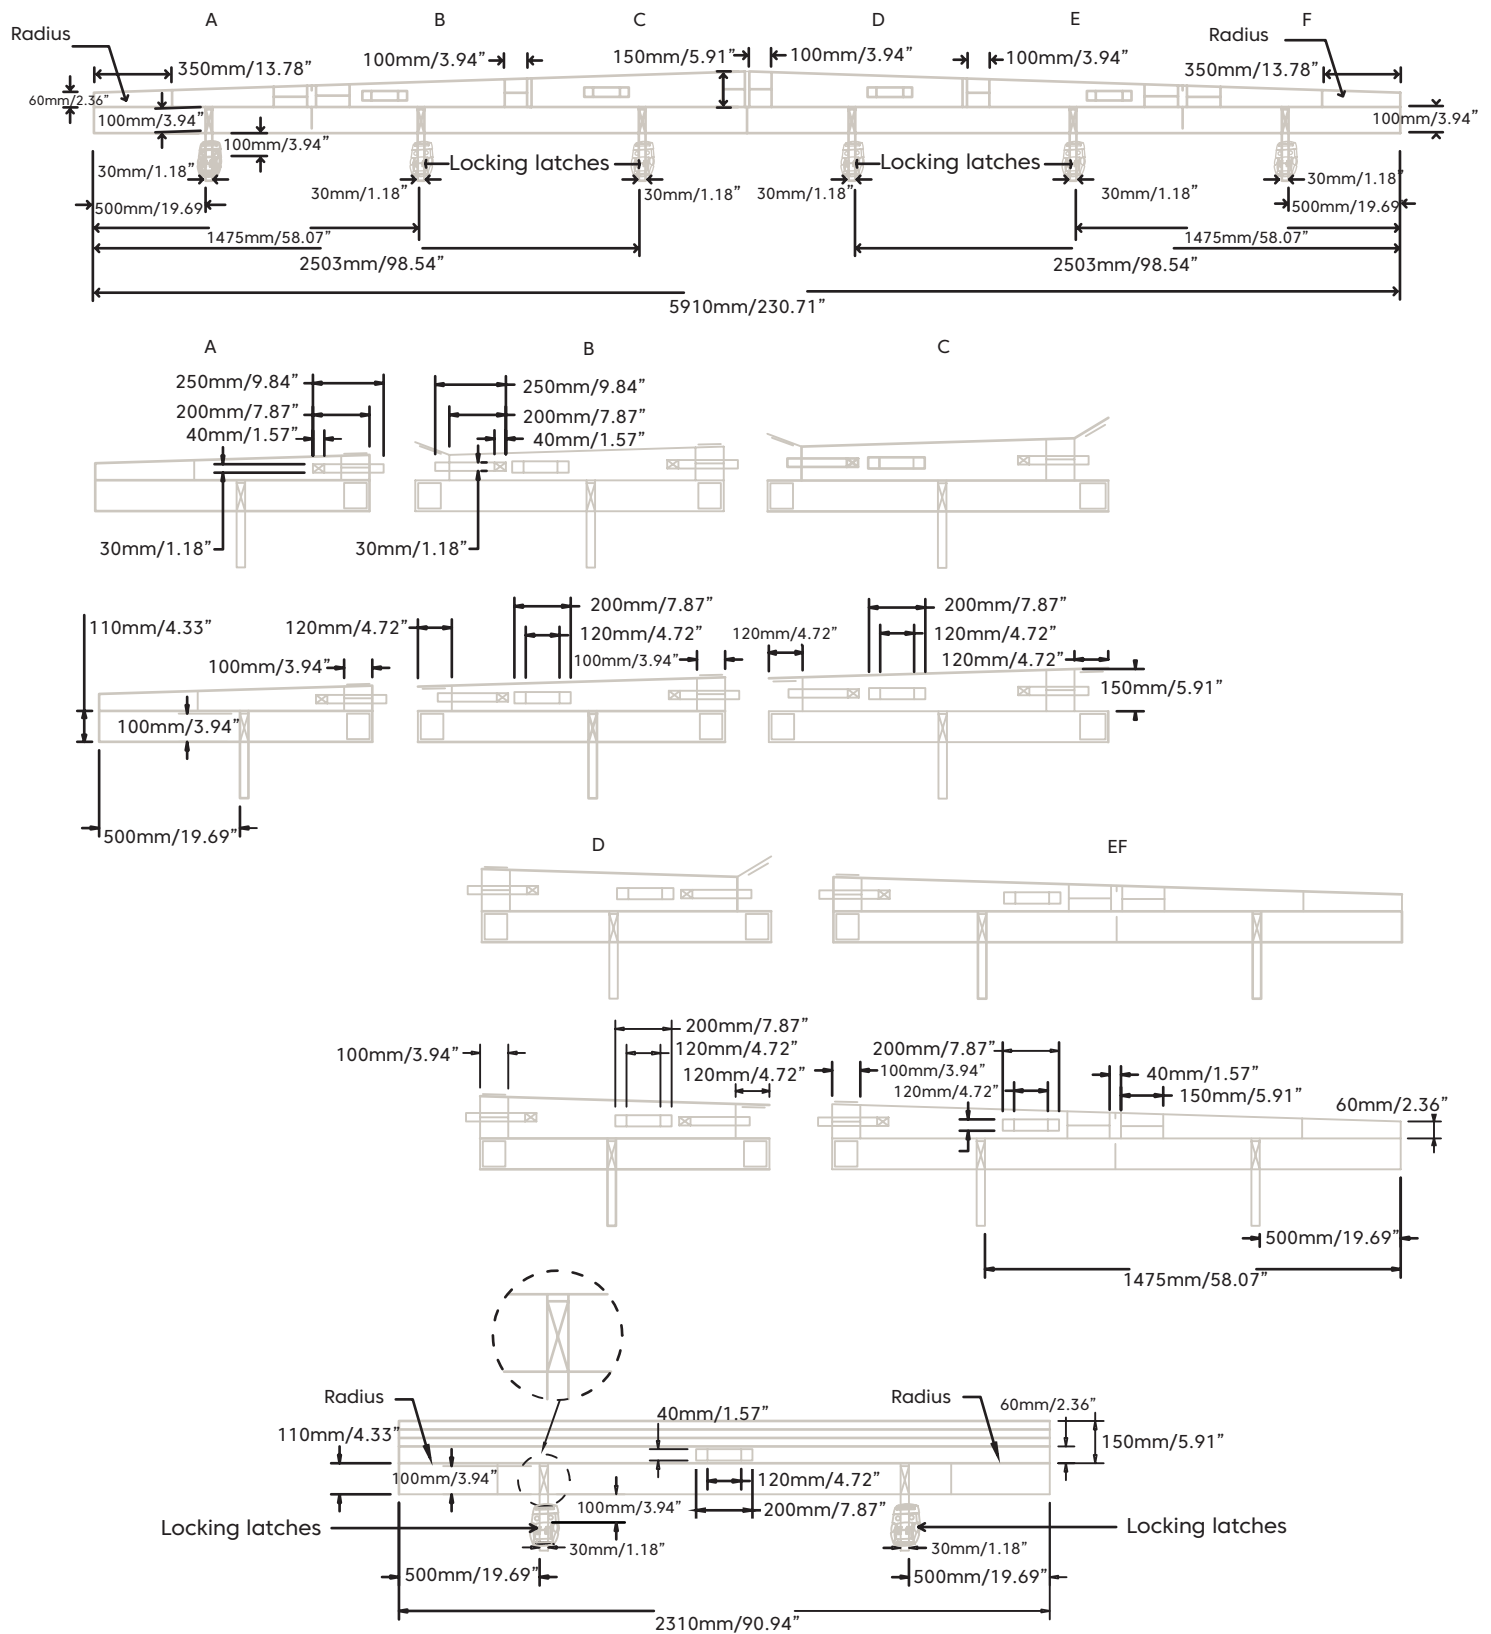 A B C D E F
Radius Radius
350mm/13.78” 100mm/3.94” 150mm/5.91” 100mm/3.94” 100mm/3.94” 350mm/13.78”
60mm/2.36”
100mm/3.94” 100mm/3.94”
100mm/3.94”
30mm/1.18” Locking latches Locking latches 30mm/1.18”
30mm/1.18” 30mm/1.18” 30mm/1.18” 30mm/1.18”
500mm/19.69 500mm/19.69”
1475mm/58.07” 1475mm/58.07”
2503mm/98.54” 2503mm/98.54”
5910mm/230.71”
A B C
250mm/9.84” 250mm/9.84”
200mm/7.87” 200mm/7.87”
40mm/1.57” 40mm/1.57”
30mm/1.18” 30mm/1.18”
200mm/7.87” 200mm/7.87”
110mm/4.33” 120mm/4.72” 120mm/4.72” 120mm/4.72” 120mm/4.72”
100mm/3.94” 100mm/3.94” 120mm/4.72”
150mm/5.91”
100mm/3.94”
500mm/19.69”
D EF
200mm/7.87”
100mm/3.94” 120mm/4.72” 200mm/7.87”
120mm/4.72” 100mm/3.94” 40mm/1.57”
120mm/4.72” 150mm/5.91”
60mm/2.36”
500mm/19.69”
1475mm/58.07”
Radius Radius 60mm/2.36”
40mm/1.57”
110mm/4.33” 150mm/5.91”
100mm/3.94” 120mm/4.72”
100mm/3.94” 200mm/7.87”
Locking latches Locking latches
30mm/1.18” 30mm/1.18”
500mm/19.69” 500mm/19.69”
2310mm/90.94”